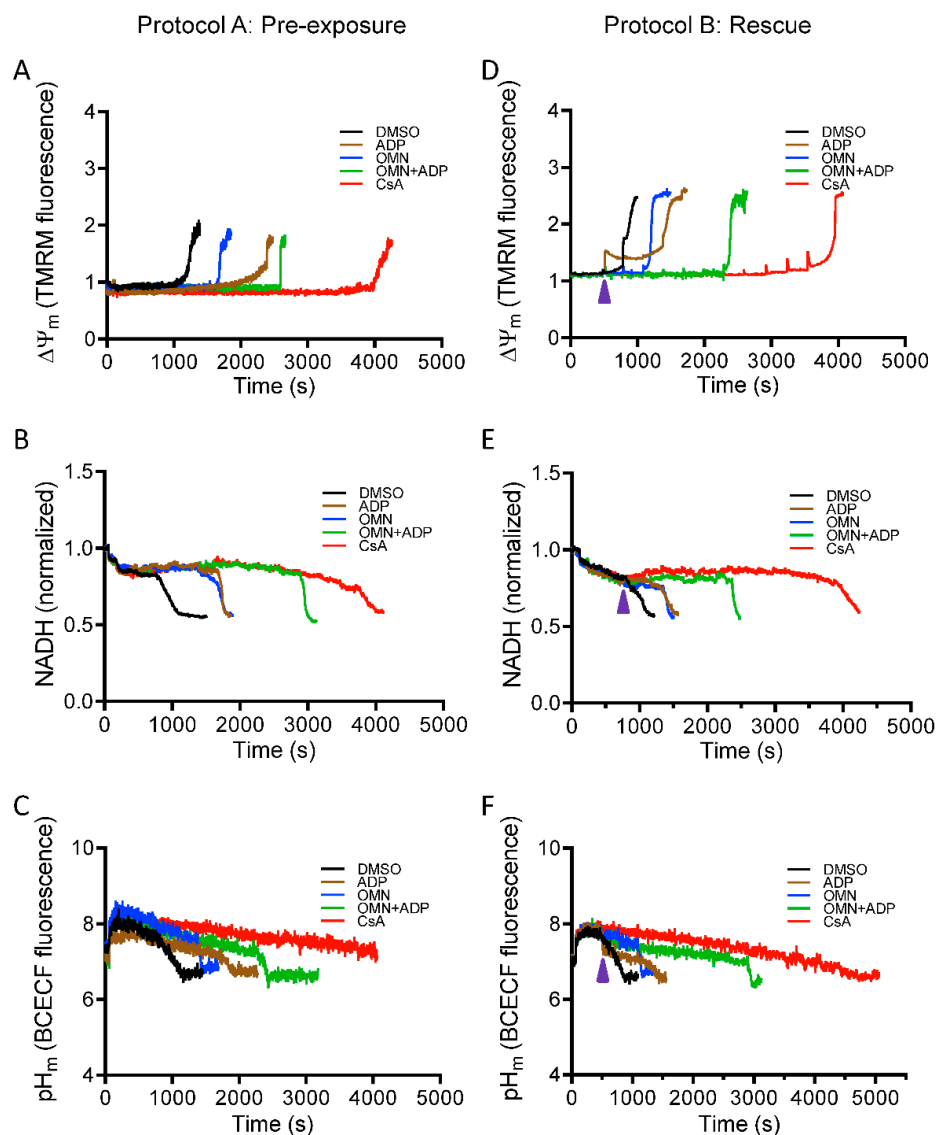 Protocol A: Pre-exposure
Protocol B: Rescue
A
ΔΨm (TMRM fluorescence)
4
3
2
1
0
DMSO
ADP
OMN
OMN+ADP
CsA
0 1000 2000 3000 4000 5000
Time (s)
D
ΔΨm (TMRM fluorescence)
4
3
2
1
0
DMSO
ADP
OMN
OMN+ADP
CsA
0 1000 2000 3000 4000 5000
Time (s)
B
NADH (normalized)
1.5
1.0
0.5
0.0
DMSO
ADP
OMN
OMN+ADP
CsA
0 1000 2000 3000 4000 5000
Time (s)
E
NADH (normalized)
1.5
1.0
0.5
0.0
DMSO
ADP
OMN
OMN+ADP
CsA
0 1000 2000 3000 4000 5000
Time (s)
C
pHm (BCECF fluorescence)
10
8
6
4
DMSO
ADP
OMN
OMN+ADP
CsA
0 1000 2000 3000 4000 5000
Time (s)
F
pHm (BCECF fluorescence)
10
8
6
4
DMSO
ADP
OMN
OMN+ADP
CsA
0 1000 2000 3000 4000 5000
Time (s)